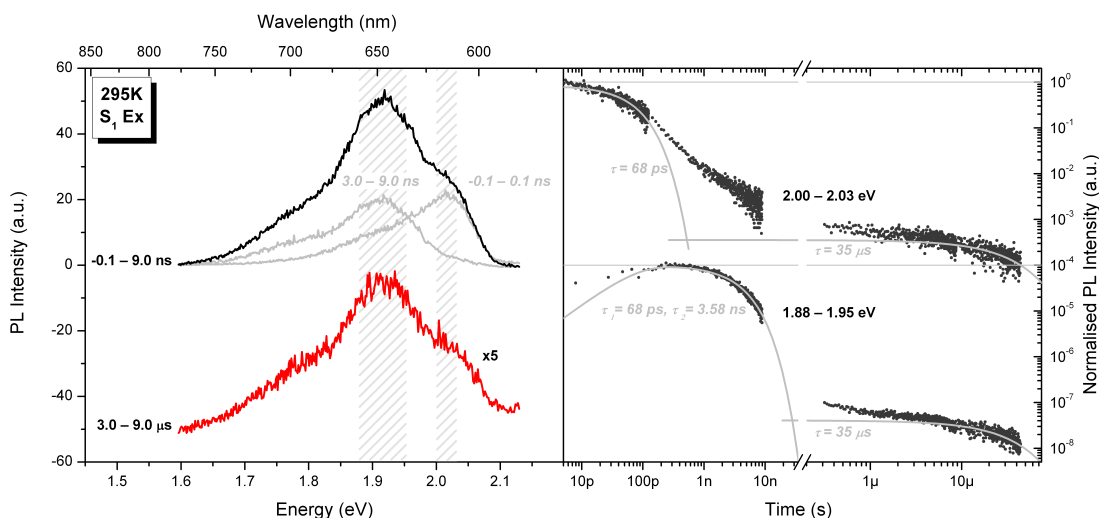 Wavelength (nm)
850 800 750 700 650 600
60
40
20
0
-20
-40
-60
PL Intensity (a.u.)
295K
S₁ Ex
3.0 – 9.0 ns
-0.1 – 0.1 ns
-0.1 – 9.0 ns
x5
3.0 – 9.0 µs
1.5 1.6 1.7 1.8 1.9 2.0 2.1
Energy (eV)
τ = 68 ps
2.00 – 2.03 eV
τ = 35 µs
τ₁ = 68 ps, τ₂ = 3.58 ns
1.88 – 1.95 eV
τ = 35 µs
10p 100p 1n 10n 1µ 10µ
Time (s)
10⁰
10⁻¹
10⁻²
10⁻³
10⁻⁴
10⁻⁵
10⁻⁶
10⁻⁷
10⁻⁸
Normalised PL Intensity (a.u.)